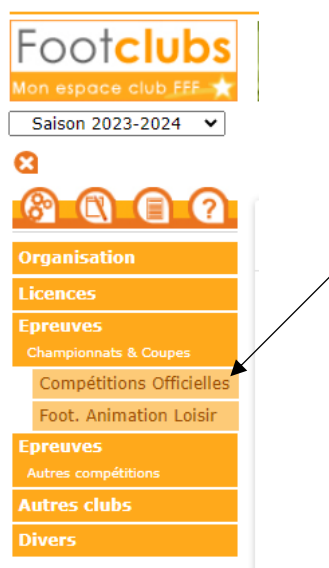 Footclubs
Mon espace club FFF
Saison 2023-2024
?
Organisation
Licences
Epreuves
Championnats & Coupes
Compétitions Officielles
Foot. Animation Loisir
Epreuves
Autres compétitions
Autres clubs
Divers